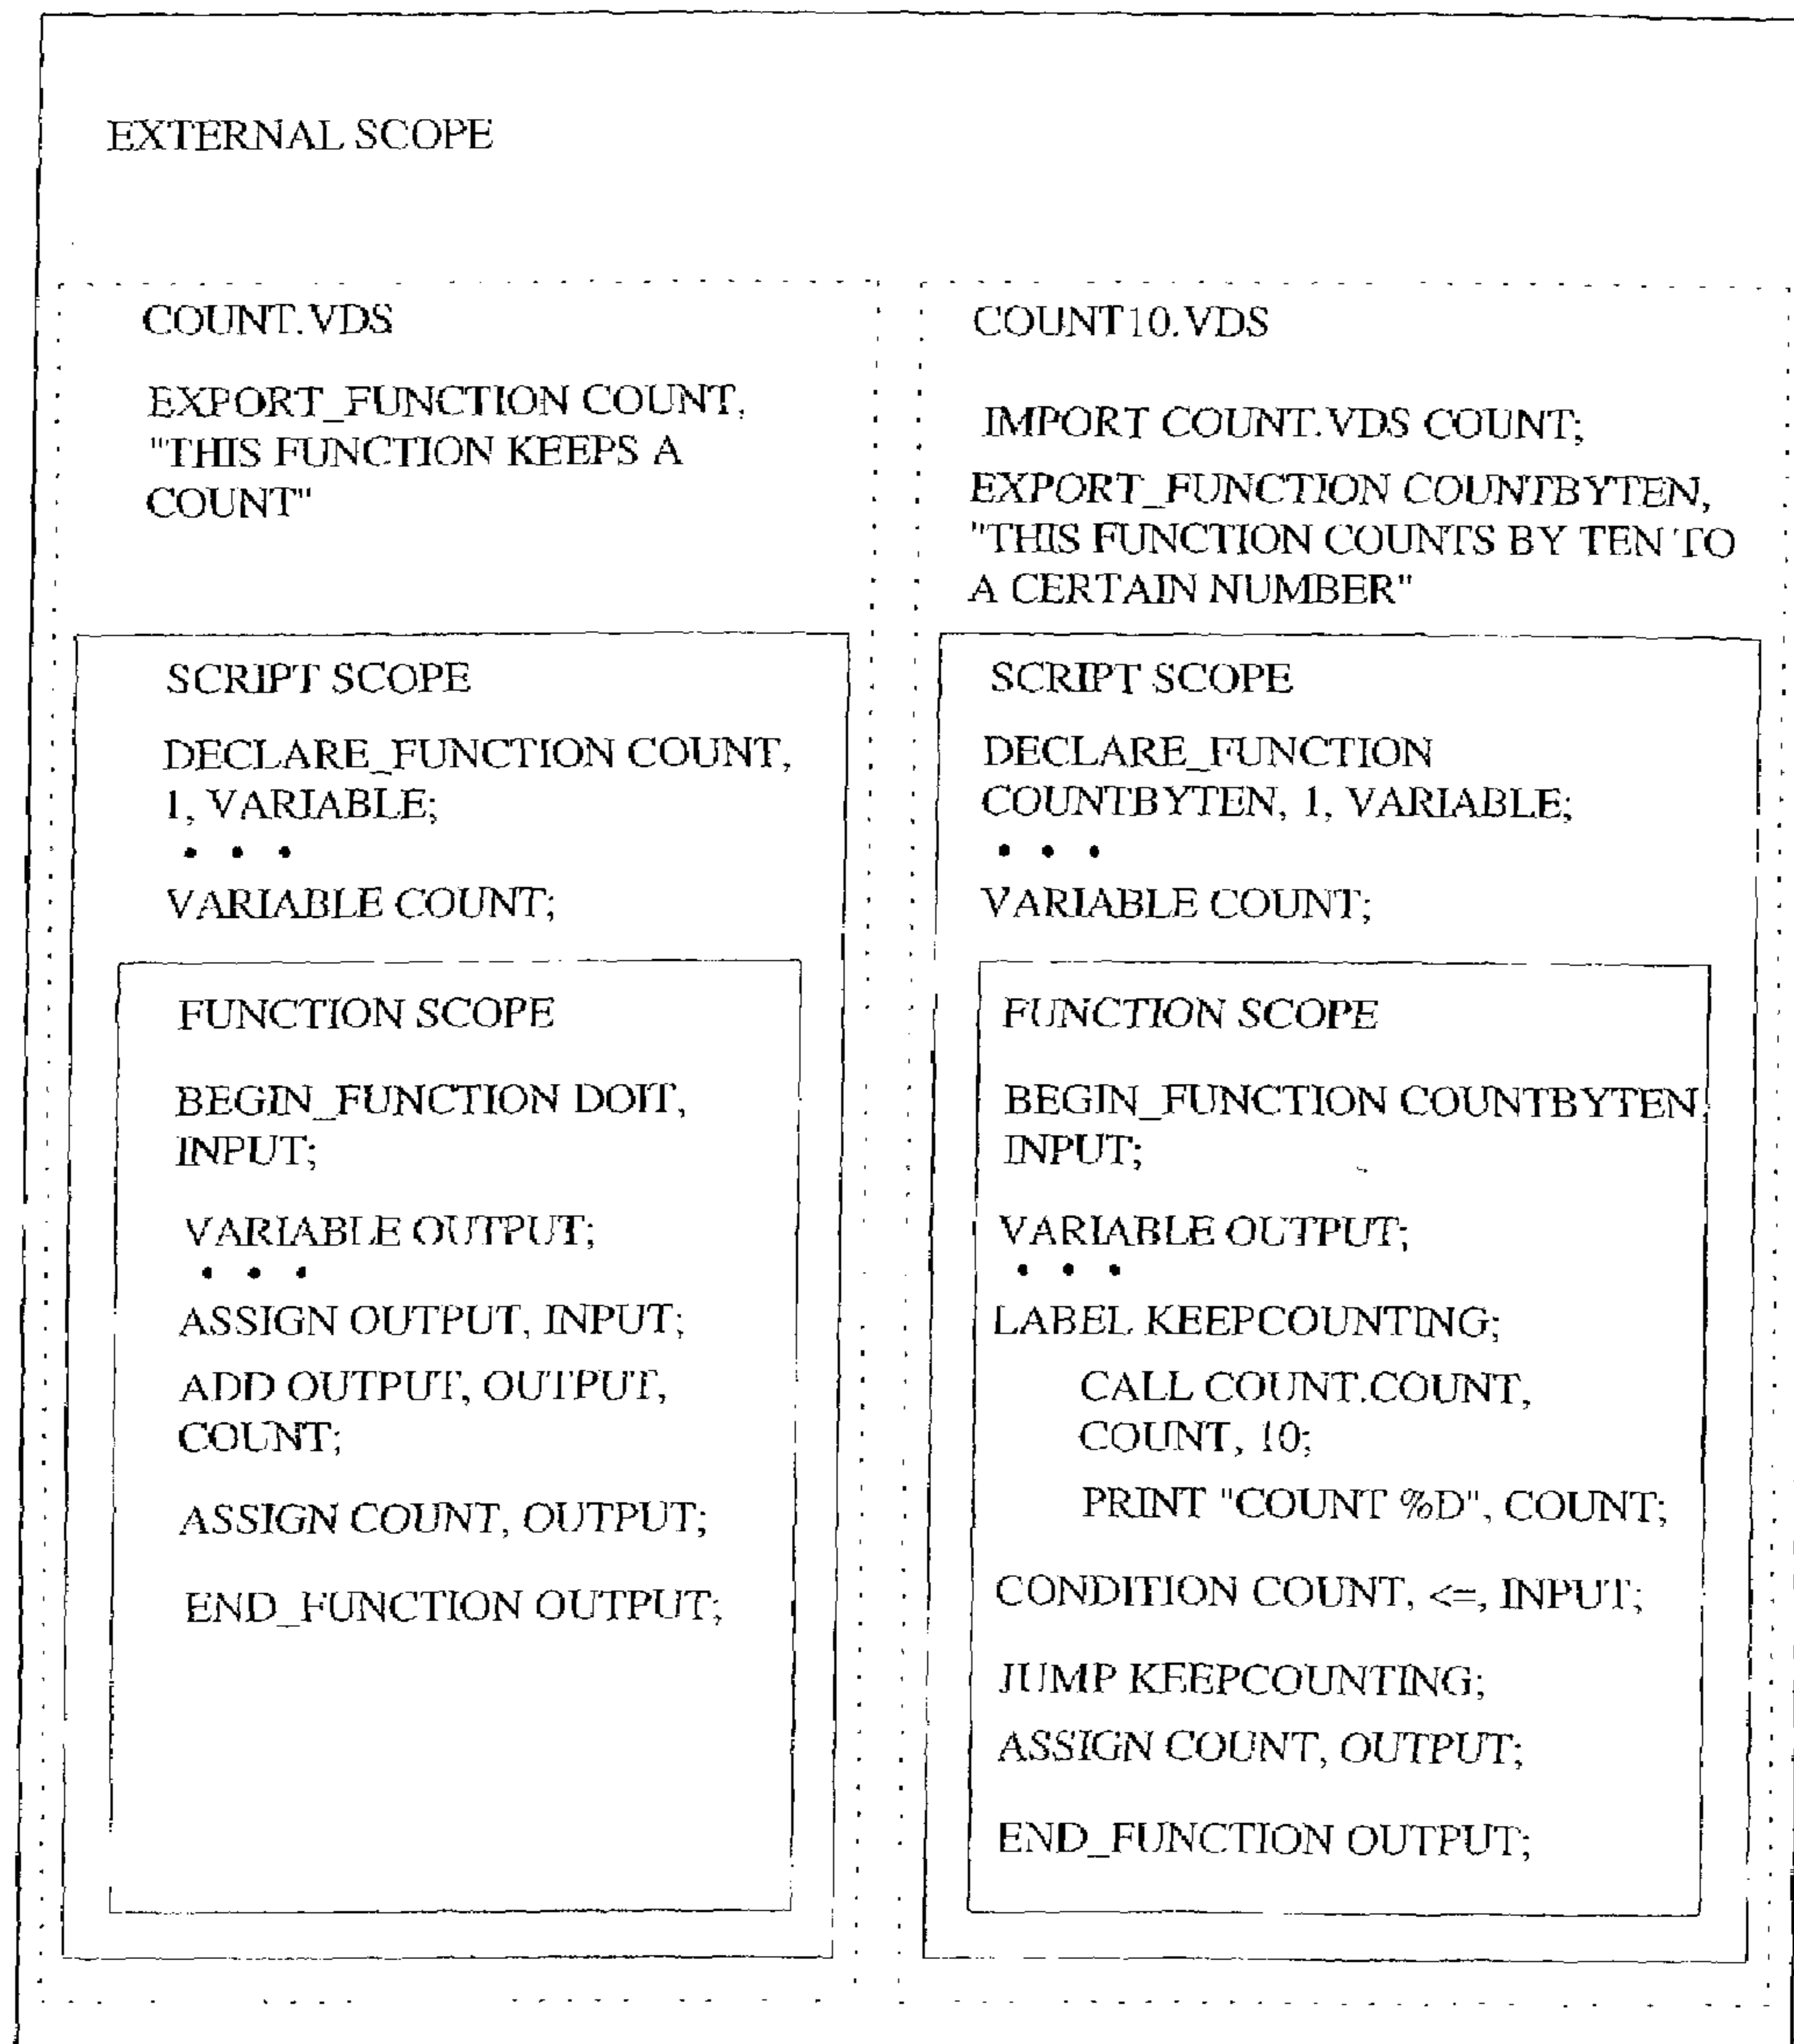 EXTERNAL SCOPE
COUNT.VDS
EXPORT_FUNCTION COUNT,
"THIS FUNCTION KEEPS A
COUNT"
SCRIPT SCOPE
DECLARE_FUNCTION COUNT,
1, VARIABLE;
• • •
VARIABLE COUNT;
FUNCTION SCOPE
BEGIN_FUNCTION DOIT,
INPUT;
VARIABLE OUTPUT;
• • •
ASSIGN OUTPUT, INPUT;
ADD OUTPUT, OUTPUT,
COUNT;
ASSIGN COUNT, OUTPUT;
END_FUNCTION OUTPUT;
COUNT10.VDS
IMPORT COUNT.VDS COUNT;
EXPORT_FUNCTION COUNTBYTEN,
"THIS FUNCTION COUNTS BY TEN TO
A CERTAIN NUMBER"
SCRIPT SCOPE
DECLARE_FUNCTION
COUNTBYTEN, 1, VARIABLE;
• • •
VARIABLE COUNT;
FUNCTION SCOPE
BEGIN_FUNCTION COUNTBYTEN,
INPUT;
VARIABLE OUTPUT;
• • •
LABEL KEEPCOUNTING;
CALL COUNT.COUNT,
COUNT, 10;
PRINT "COUNT %D", COUNT;
CONDITION COUNT, <=, INPUT;
JUMP KEEPCOUNTING;
ASSIGN COUNT, OUTPUT;
END_FUNCTION OUTPUT;